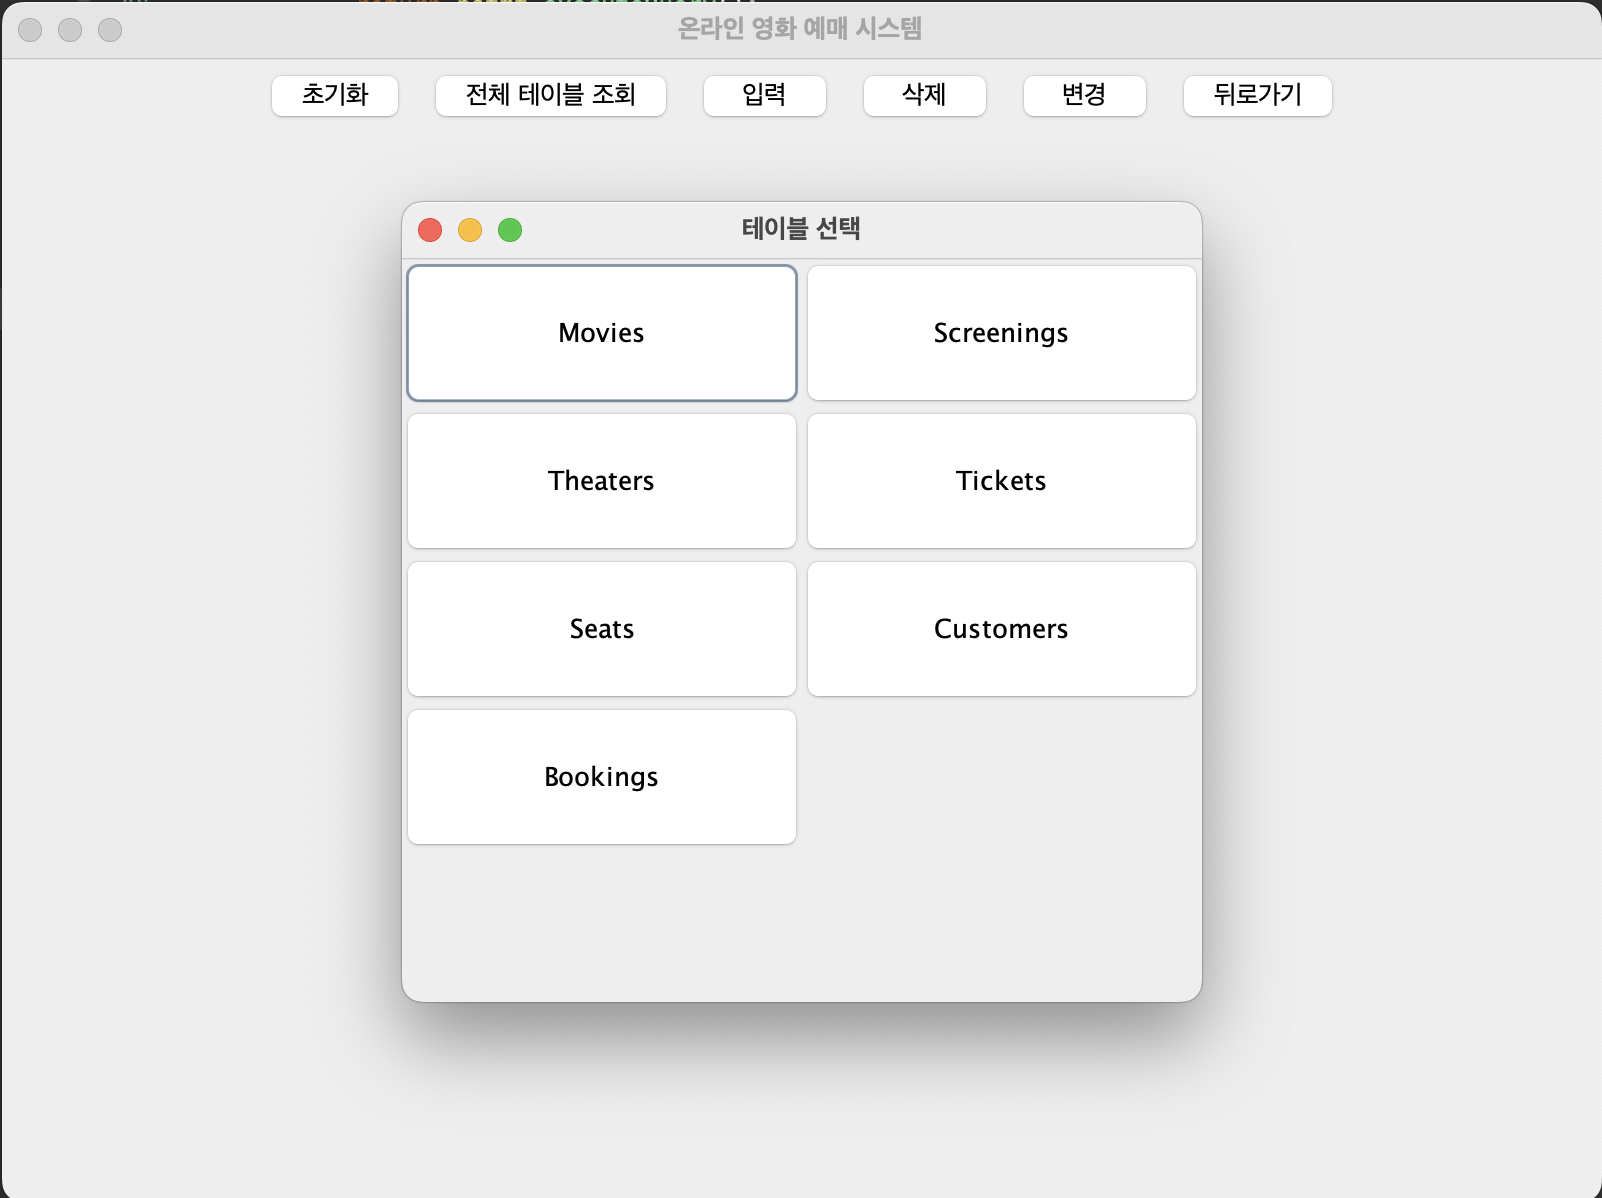 온라인 영화 예매 시스템
초기화 전체 테이블 조회 입력 삭제 변경 뒤로가기
테이블 선택
Movies Screenings
Theaters Tickets
Seats Customers
Bookings